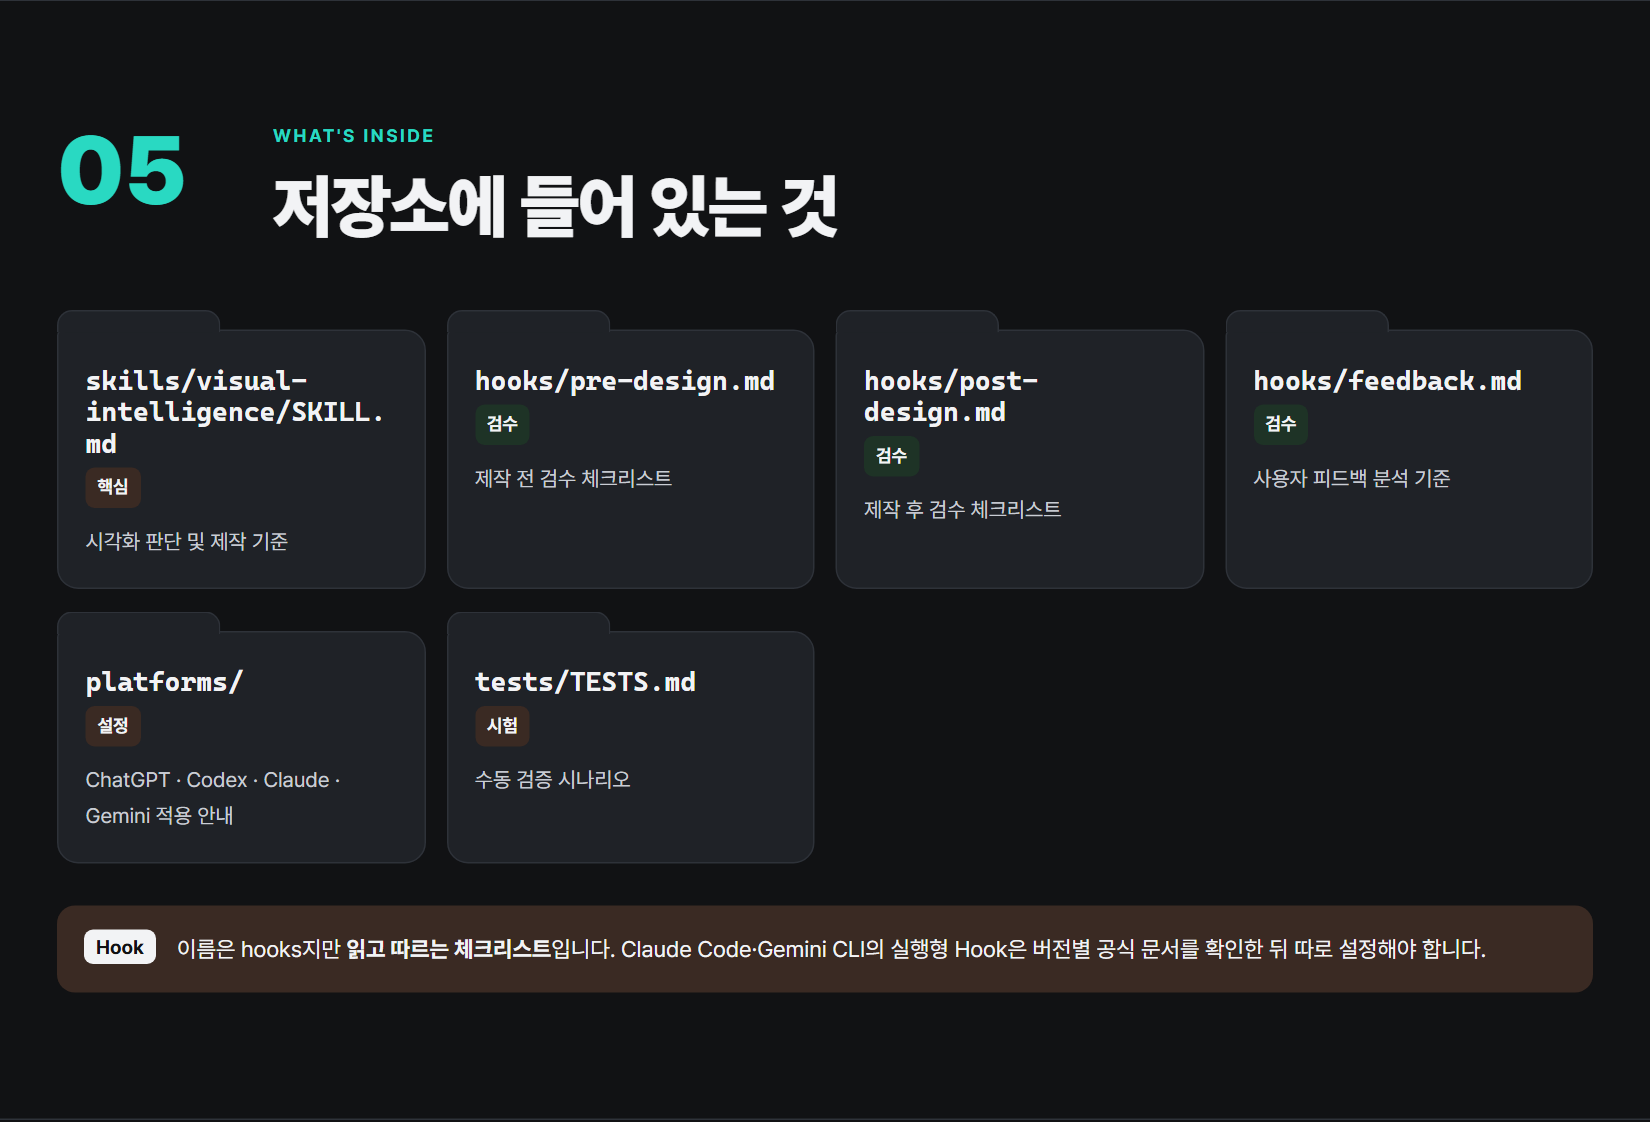 05
WHAT'S INSIDE
저장소에 들어 있는 것
skills/visual-
intelligence/SKILL.
md
핵심
시각화 판단 및 제작 기준
hooks/pre-design.md
검수
제작 전 검수 체크리스트
hooks/post-
design.md
검수
제작 후 검수 체크리스트
hooks/feedback.md
검수
사용자 피드백 분석 기준
platforms/
설정
ChatGPT · Codex · Claude ·
Gemini 적용 안내
tests/TESTS.md
시험
수동 검증 시나리오
Hook 이름은 hooks지만 읽고 따르는 체크리스트입니다. Claude Code·Gemini CLI의 실행형 Hook은 버전별 공식 문서를 확인한 뒤 따로 설정해야 합니다.